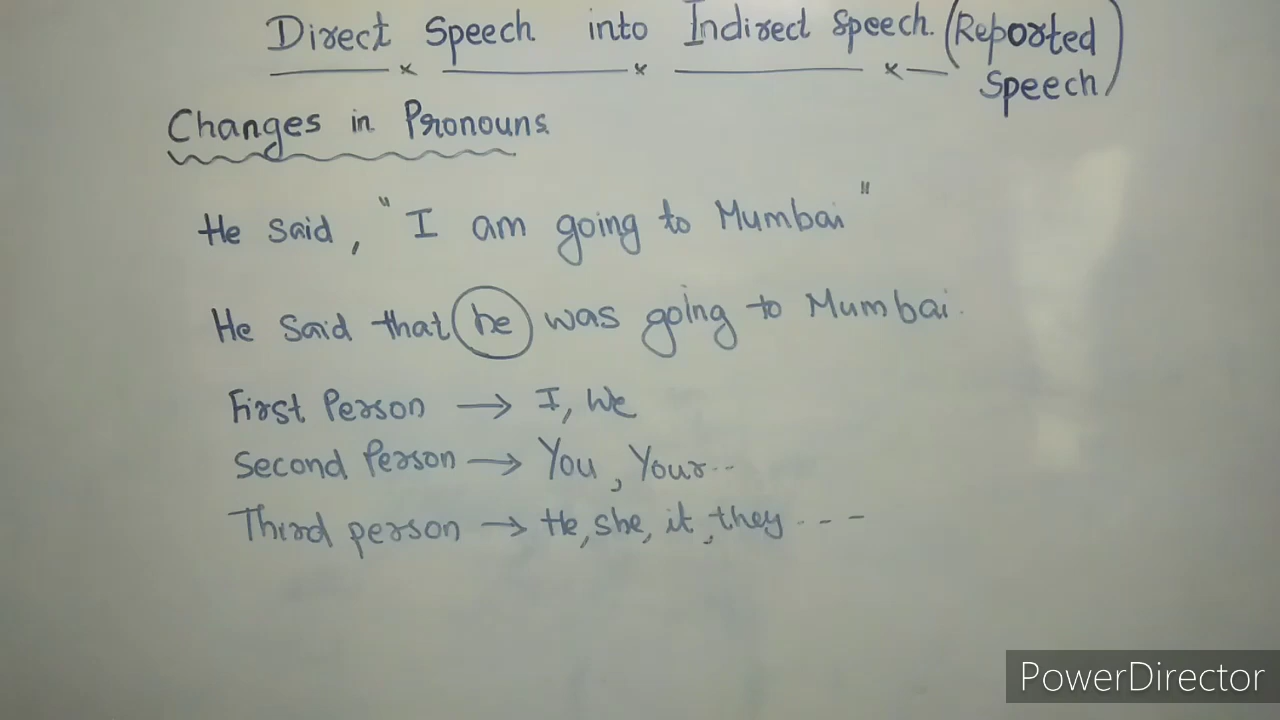 Direct Speech into Indirect Speech. (Reported Speech)
Changes in Pronouns.
He said, "I am going to Mumbai"
He said that he was going to Mumbai.
First Person → I, We
Second Person → You, Your..
Third person → He, she, it, they - - -
PowerDirector